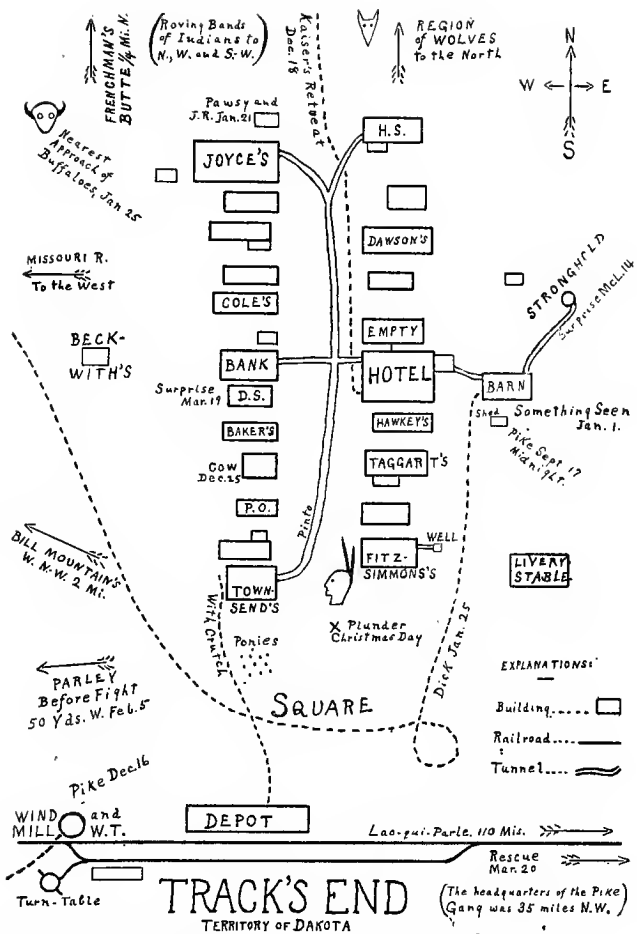 FRENCHMAN'S
BUTTE 1/4 Mi. N.
(Roving Bands
of Indians to
N., W. and S.-W.)
Kaiser's Retreat
Dec. 18
REGION
of WOLVES
to the North
N
W E
S
Nearest
Approach of
Buffaloes, Jan 25
Pawsy and
J.R. Jan. 21
H.S.
JOYCE'S
DAWSON'S
MISSOURI R.
To the West
COLE'S
STRONGHOLD
Surprise McL. 14
EMPTY
BECK-
WITH'S
BANK
HOTEL
BARN
Surprise
Mar. 19
D.S.
Shed
Something Seen
Jan. 1.
Pike Sept 17
Midnight.
BAKER'S
HAWKEY'S
COW
Dec. 25
TAGGART'S
P.O.
Pinto
WELL
FITZ-
SIMMONS'S
BILL MOUNTAIN'S
W. N.-W. 2 Mi.
LIVERY
STABLE
TOWN-
SEND'S
With Crutch
X Plunder
Christmas Day
Dick Jan. 25
Ponies
PARLEY
Before Fight
50 Yds. W. Feb. 5
SQUARE
EXPLANATIONS:
Building.....
Railroad....
Tunnel....
Pike Dec. 16
WIND
MILL
and
W.T.
DEPOT
Lac-qui-Parle. 110 Mis.
Rescue
Mar. 20
Turn-Table
TRACK'S END
TERRITORY OF DAKOTA
(The headquarters of the PIKE
Gang was 35 miles N.W.)